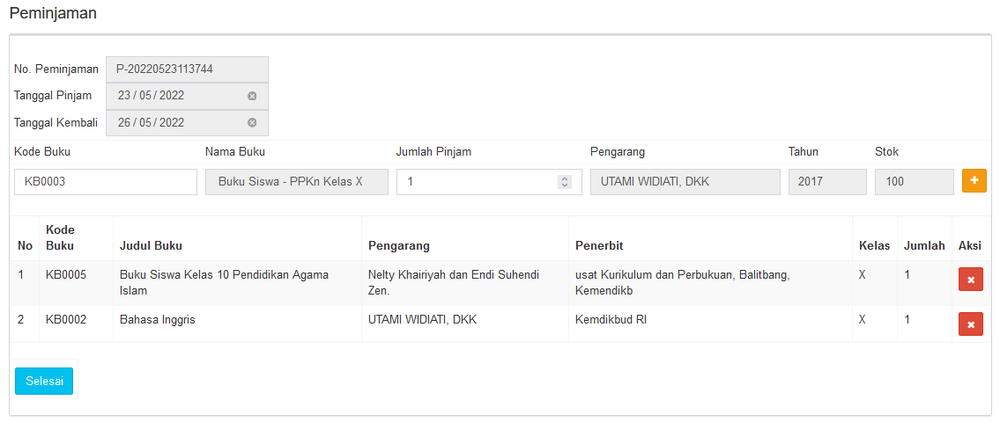 Peminjaman
No. Peminjaman P-20220523113744
Tanggal Pinjam 23 / 05 / 2022
Tanggal Kembali 26 / 05 / 2022
Kode Buku Nama Buku Jumlah Pinjam Pengarang Tahun Stok
KB0003 Buku Siswa - PPKn Kelas X 1 UTAMI WIDIATI, DKK 2017 100
No Kode Buku Judul Buku Pengarang Penerbit Kelas Jumlah Aksi
1 KB0005 Buku Siswa Kelas 10 Pendidikan Agama Islam Nelty Khairiyah dan Endi Suhendi Zen. usat Kurikulum dan Perbukuan, Balitbang, Kemendikb X 1
2 KB0002 Bahasa Inggris UTAMI WIDIATI, DKK Kemdikbud RI X 1
Selesai